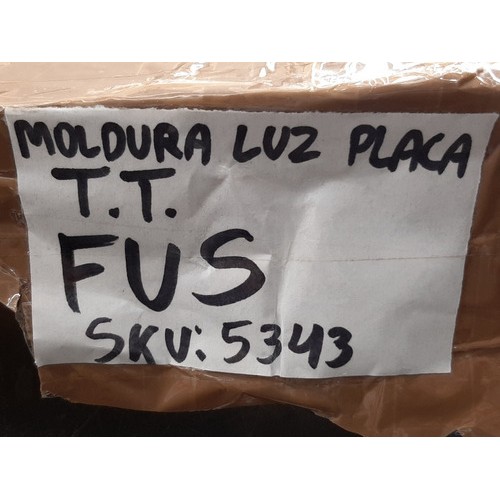 MOLDURA LUZ PLACA
T.T.
FUS
SKU: 5343